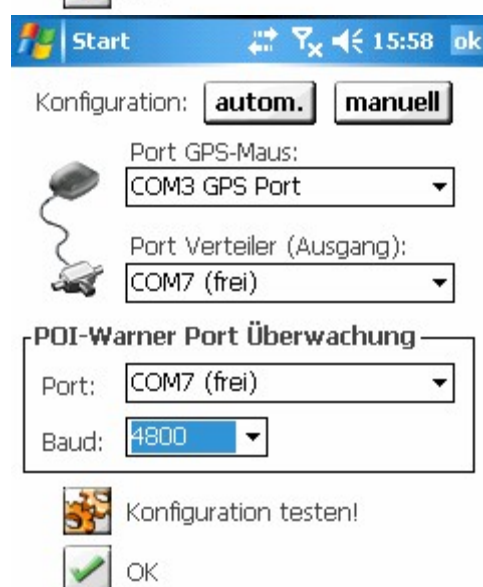 Start 15:58 ok
Konfiguration: autom. manuell
Port GPS-Maus:
COM3 GPS Port
Port Verteiler (Ausgang):
COM7 (frei)
POI-Warner Port Überwachung
Port: COM7 (frei)
Baud: 4800
Konfiguration testen!
OK